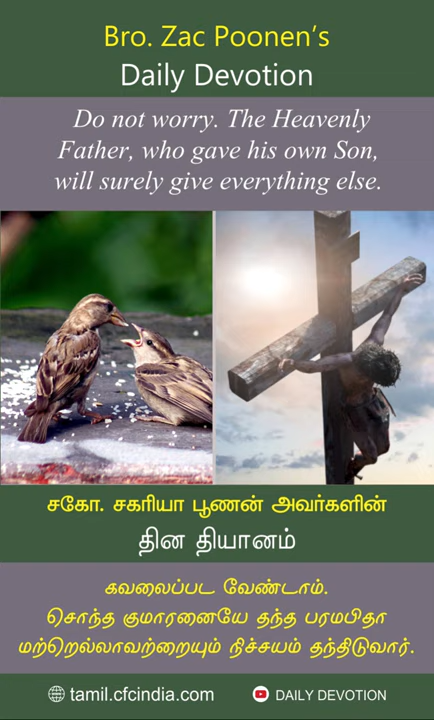 Bro. Zac Poonen’s
Daily Devotion
Do not worry. The Heavenly
Father, who gave his own Son,
will surely give everything else.
சகோ. சகரியா பூணன் அவர்களின்
தின தியானம்
கவலைப்பட வேண்டாம்.
சொந்த குமாரனையே தந்த பரமபிதா
மற்றெல்லாவற்றையும் நிச்சயம் தந்திடுவார்.
tamil.cfcindia.com
DAILY DEVOTION